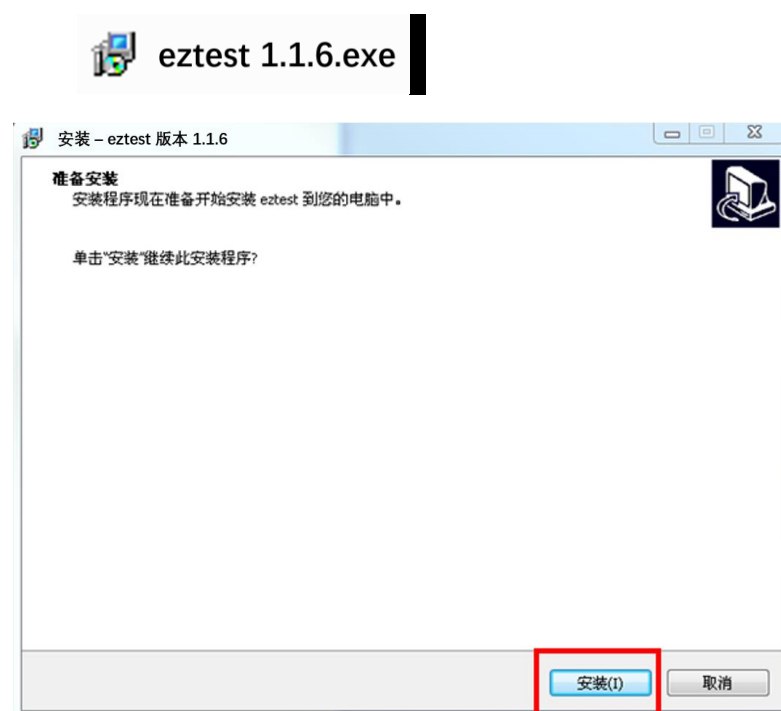 eztest 1.1.6.exe
安装 – eztest 版本 1.1.6
准备安装
安装程序现在准备开始安装 eztest 到您的电脑中。
单击"安装"继续此安装程序?
安装(I) 取消